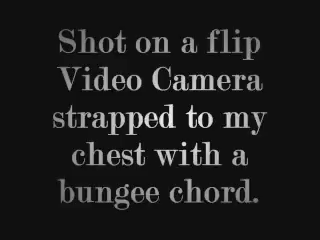 Shot on a flip
Video Camera
strapped to my
chest with a
bungee chord.